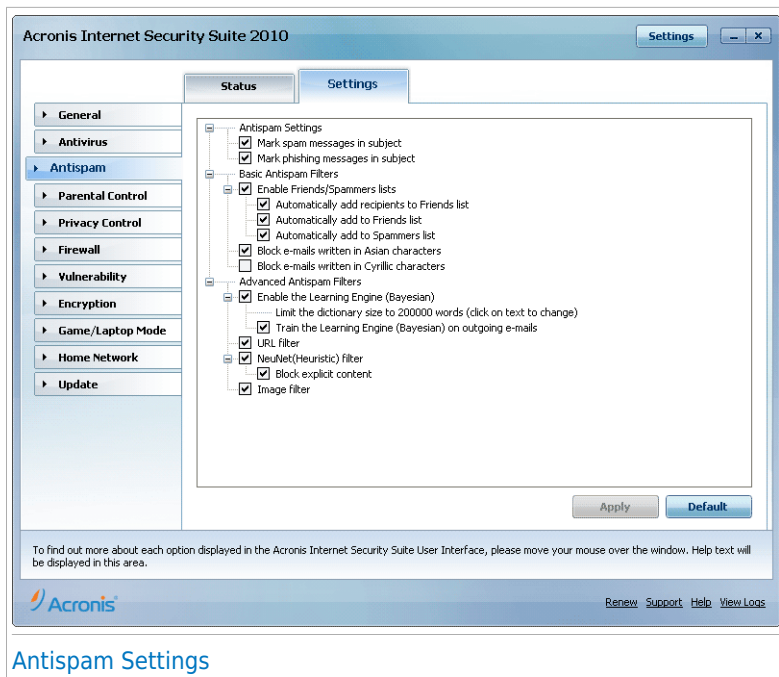 Acronis Internet Security Suite 2010
Settings
Status
Settings
General
Antivirus
Antispam
Parental Control
Privacy Control
Firewall
Vulnerability
Encryption
Game/Laptop Mode
Home Network
Update
Antispam Settings
Mark spam messages in subject
Mark phishing messages in subject
Basic Antispam Filters
Enable Friends/Spammers lists
Automatically add recipients to Friends list
Automatically add to Friends list
Automatically add to Spammers list
Block e-mails written in Asian characters
Block e-mails written in Cyrillic characters
Advanced Antispam Filters
Enable the Learning Engine (Bayesian)
Limit the dictionary size to 200000 words (click on text to change)
Train the Learning Engine (Bayesian) on outgoing e-mails
URL filter
NeuNet(Heuristic) filter
Block explicit content
Image filter
Apply
Default
To find out more about each option displayed in the Acronis Internet Security Suite User Interface, please move your mouse over the window. Help text will
be displayed in this area.
Acronis
Renew Support Help View Logs
Antispam Settings